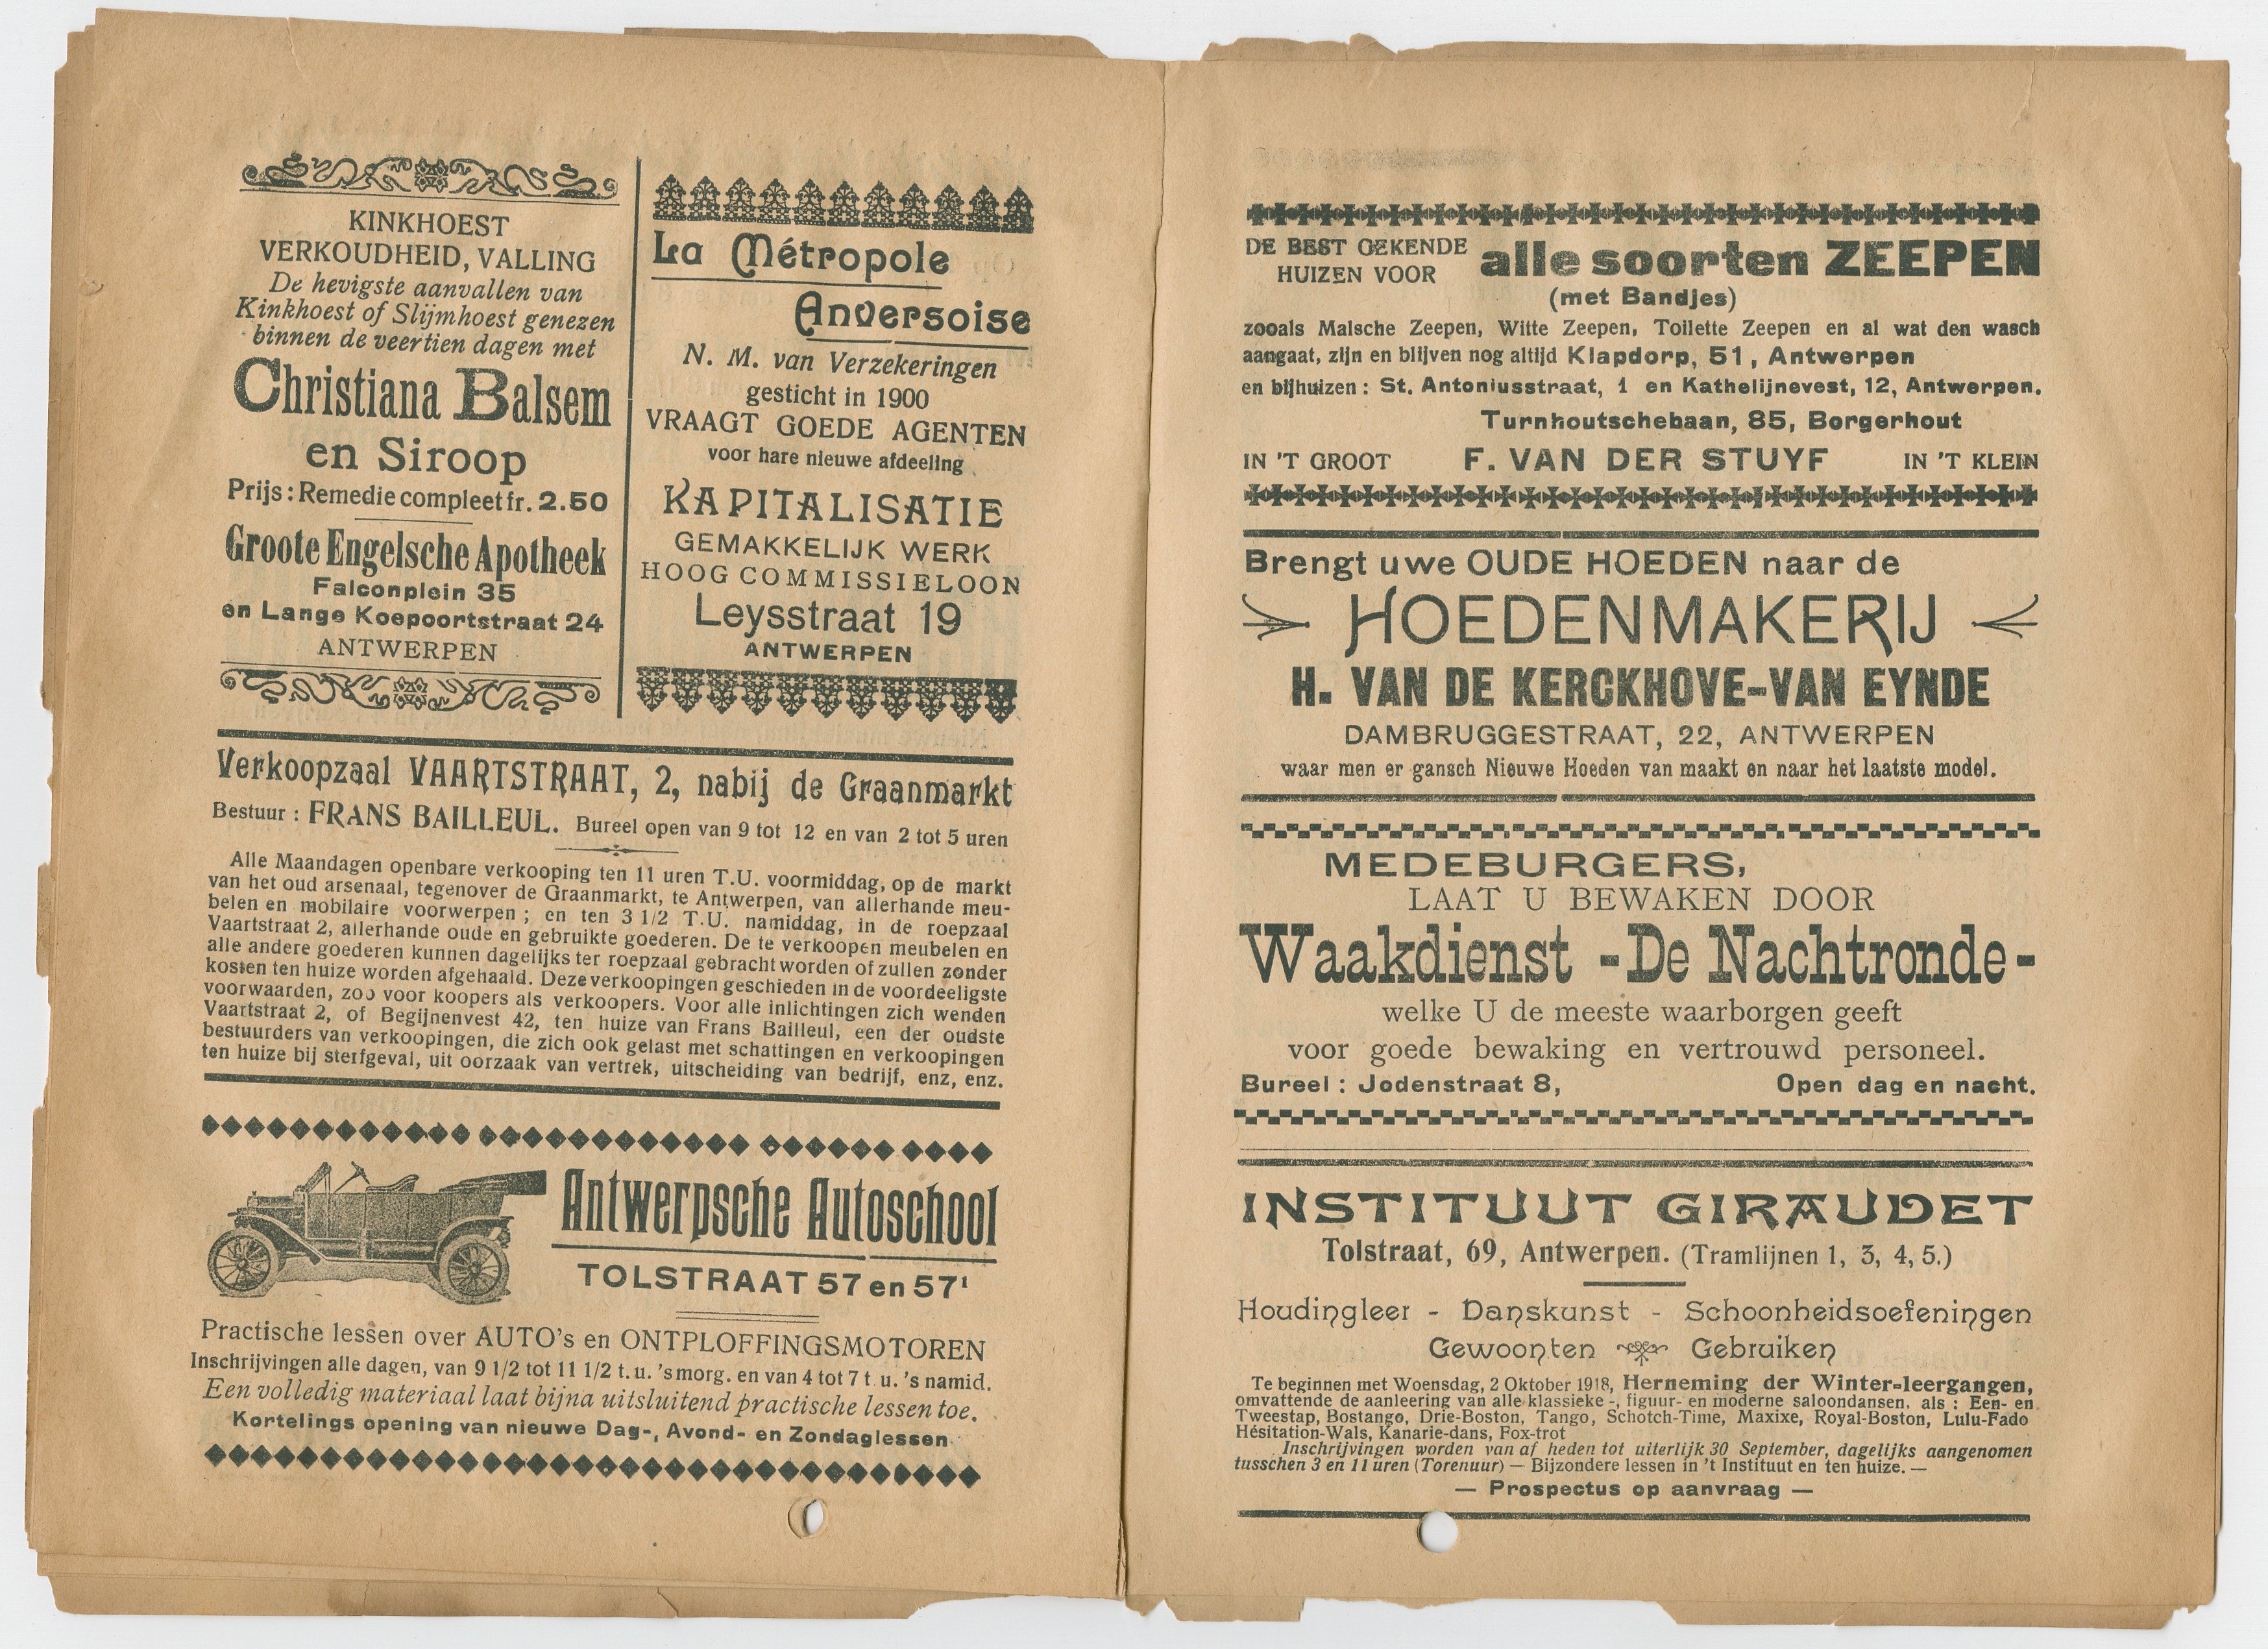 KINKHOEST
VERKOUDHEID, VALLING
De hevigste aanvallen van
Kinkhoest of Slijmhoest genezen
binnen de veertien dagen met
Christiana Balsem
en Siroop
Prijs : Remedie compleet fr. 2.50
Groote Engelsche Apotheek
Falconplein 35
en Lange Koepoortstraat 24
ANTWERPEN
La Métropole
Anversoise
N. M. van Verzekeringen
gesticht in 1900
VRAAGT GOEDE AGENTEN
voor hare nieuwe afdeeling
KAPITALISATIE
GEMAKKELIJK WERK
HOOG COMMISSIELOON
Leysstraat 19
ANTWERPEN
Verkoopzaal VAARTSTRAAT, 2, nabij de Graanmarkt
Bestuur : FRANS BAILLEUL. Bureel open van 9 tot 12 en van 2 tot 5 uren
Alle Maandagen openbare verkooping ten 11 uren T.U. voormiddag, op de markt
van het oud arsenaal, tegenover de Graanmarkt, te Antwerpen, van allerhande meu-
belen en mobilaire voorwerpen ; en ten 3 1/2 T.U. namiddag, in de roepzaal
Vaartstraat 2, allerhande oude en gebruikte goederen. De te verkoopen meubelen en
alle andere goederen kunnen dagelijks ter roepzaal gebracht worden of zullen zonder
kosten ten huize worden afgehaald. Deze verkoopingen geschieden in de voordeeligste
voorwaarden, zoo voor koopers als verkoopers. Voor alle inlichtingen zich wenden
Vaartstraat 2, of Begijnenvest 42, ten huize van Frans Bailleul, een der oudste
bestuurders van verkoopingen, die zich ook gelast met schattingen en verkoopingen
ten huize bij sterfgeval, uit oorzaak van vertrek, uitscheiding van bedrijf, enz, enz.
Antwerpsche Autoschool
TOLSTRAAT 57 en 57¹
Practische lessen over AUTO's en ONTPLOFFINGSMOTOREN
Inschrijvingen alle dagen, van 9 1/2 tot 11 1/2 t. u. 's morg. en van 4 tot 7 t. u. 's namid.
Een volledig materiaal laat bijna uitsluitend practische lessen toe.
Kortelings opening van nieuwe Dag-, Avond- en Zondaglessen
DE BEST GEKENDE
HUIZEN VOOR
alle soorten ZEEPEN
(met Bandjes)
zooals Malsche Zeepen, Witte Zeepen, Toilette Zeepen en al wat den wasch
aangaat, zijn en blijven nog altijd Klapdorp, 51, Antwerpen
en bijhuizen : St. Antoniusstraat, 1 en Kathelijnevest, 12, Antwerpen.
Turnhoutschebaan, 85, Borgerhout
IN 'T GROOT F. VAN DER STUYF IN 'T KLEIN
Brengt uwe OUDE HOEDEN naar de
HOEDENMAKERIJ
H. VAN DE KERCKHOVE-VAN EYNDE
DAMBRUGGESTRAAT, 22, ANTWERPEN
waar men er gansch Nieuwe Hoeden van maakt en naar het laatste model.
MEDEBURGERS,
LAAT U BEWAKEN DOOR
Waakdienst - De Nachtronde -
welke U de meeste waarborgen geeft
voor goede bewaking en vertrouwd personeel.
Bureel : Jodenstraat 8, Open dag en nacht.
INSTITUUT GIRAUDET
Tolstraat, 69, Antwerpen. (Tramlijnen 1, 3, 4, 5.)
Houdingleer - Danskunst - Schoonheidsoefeningen
Gewoonten Gebruiken
Te beginnen met Woensdag, 2 Oktober 1918, Herneming der Winter-leergangen,
omvattende de aanleering van alle klassieke -, figuur- en moderne saloondansen. als : Een- en
Tweestap, Bostango, Drie-Boston, Tango, Schotch-Time, Maxixe, Royal-Boston, Lulu-Fado
Hésitation-Wals, Kanarie-dans, Fox-trot
Inschrijvingen worden van af heden tot uiterlijk 30 September, dagelijks aangenomen
tusschen 3 en 11 uren (Torenuur) — Bijzondere lessen in 't Instituut en ten huize. —
— Prospectus op aanvraag —